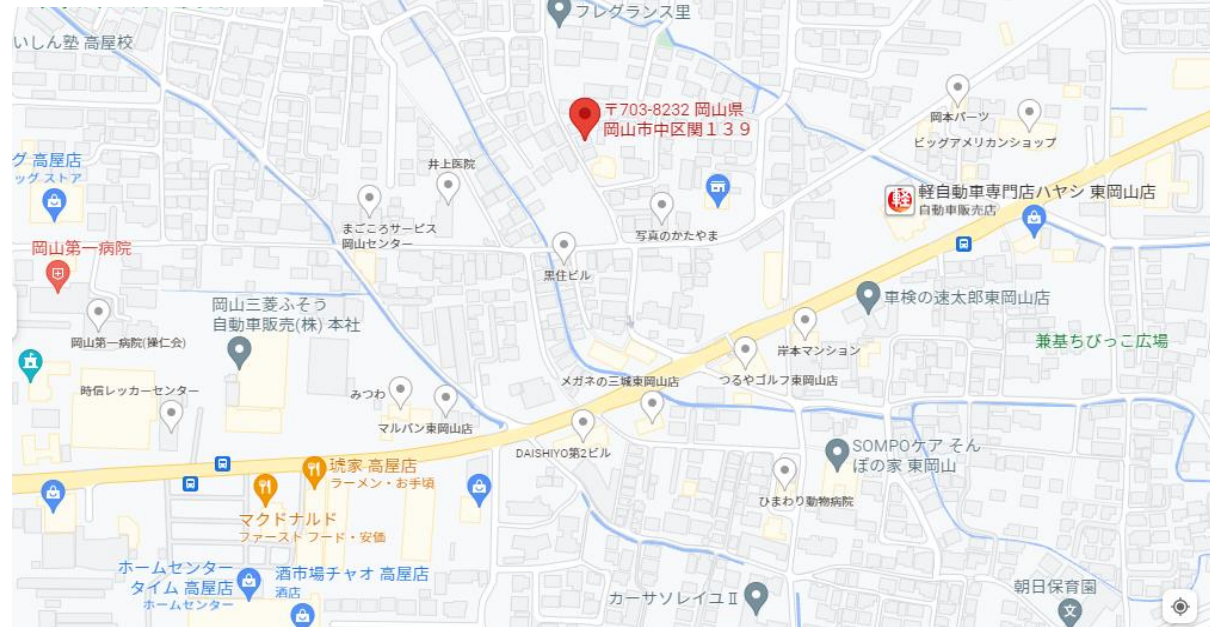 フレグランス里
いしん塾 高屋校
〒703-8232 岡山県
岡山市中区関139
岡本パーツ
ビッグアメリカンショップ
グ 高屋店
ッグ ストア
井上医院
軽
軽自動車専門店ハヤシ 東岡山店
自動車販売店
まごころサービス
岡山センター
写真のかたやま
岡山第一病院
黒住ビル
岡山三菱ふそう
自動車販売(株) 本社
車検の速太郎東岡山店
岡山第一病院(操仁会)
岸本マンション
兼基ちびっこ広場
時信レッカーセンター
みつわ
メガネの三城東岡山店
つるやゴルフ東岡山店
マルバン東岡山店
DAISHIYO第2ビル
SOMPOケア そん
ぽの家 東岡山
琥家 高屋店
ラーメン・お手頃
ひまわり動物病院
マクドナルド
ファースト フード・安価
ホームセンター
タイム 高屋店
ホームセンター
酒市場チャオ 高屋店
酒店
カーサソレイユⅡ
朝日保育園
文